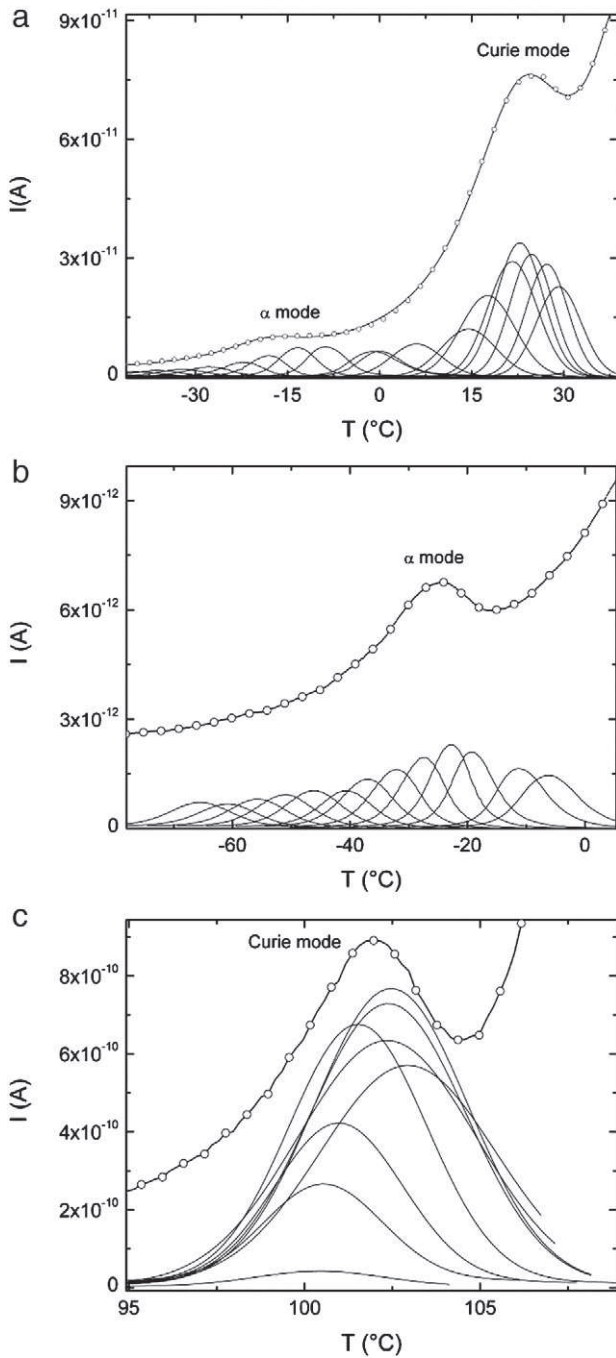 a
9x10⁻¹¹
Curie mode
6x10⁻¹¹
I(A)
3x10⁻¹¹
α mode
0
-30 -15 0 15 30
T (°C)
b
9x10⁻¹²
α mode
6x10⁻¹²
I (A)
3x10⁻¹²
0
-60 -40 -20 0
T (°C)
c
Curie mode
8x10⁻¹⁰
6x10⁻¹⁰
I (A)
4x10⁻¹⁰
2x10⁻¹⁰
0
95 100 105
T (°C)